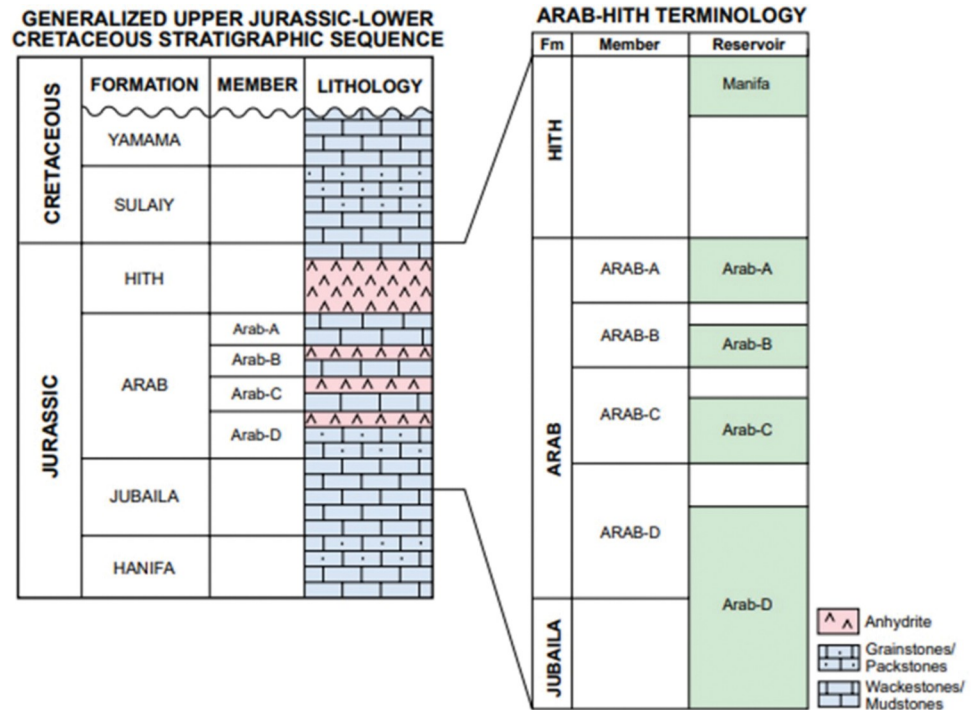 GENERALIZED UPPER JURASSIC-LOWER
CRETACEOUS STRATIGRAPHIC SEQUENCE
CRETACEOUS
FORMATION
MEMBER
LITHOLOGY
YAMAMA
SULAIY
JURASSIC
HITH
ARAB
Arab-A
Arab-B
Arab-C
Arab-D
JUBAILA
HANIFA
ARAB-HITH TERMINOLOGY
Fm
Member
Reservoir
HITH
Manifa
ARAB
ARAB-A
Arab-A
ARAB-B
Arab-B
ARAB-C
Arab-C
ARAB-D
Arab-D
JUBAILA
Anhydrite
Grainstones/
Packstones
Wackestones/
Mudstones